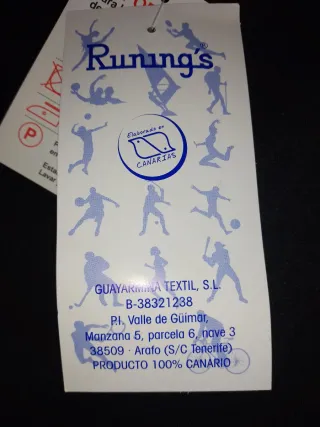 Runing's®
Elaborado en
CANARIAS
GUAYARMINA TEXTIL, S.L.
B-38321238
P.I. Valle de Güimar,
Manzana 5, parcela 6, nave 3
38509 - Arafo (S/C Tenerife)
PRODUCTO 100% CANARIO
P
Lavar